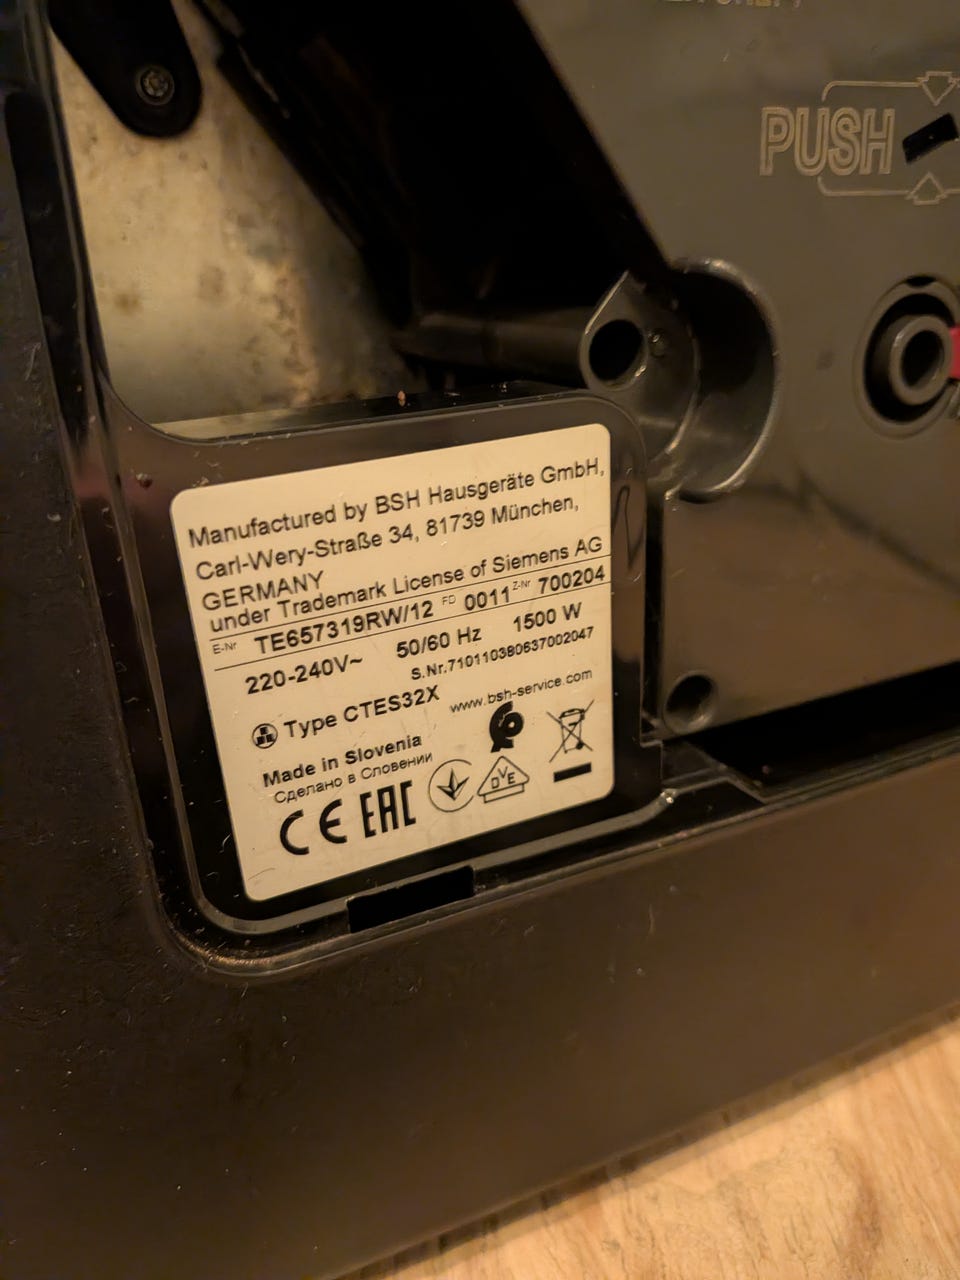 PUSH
Manufactured by BSH Hausgeräte GmbH,
Carl-Wery-Straße 34, 81739 München,
GERMANY
under Trademark License of Siemens AG
E-Nr TE657319RW/12 FD 0011 Z-Nr 700204
220-240V~ 50/60 Hz 1500 W
S.Nr.710110380637002047
Type CTES32X
www.bsh-service.com
Made in Slovenia
Сделано в Словении
CE EAC DVE